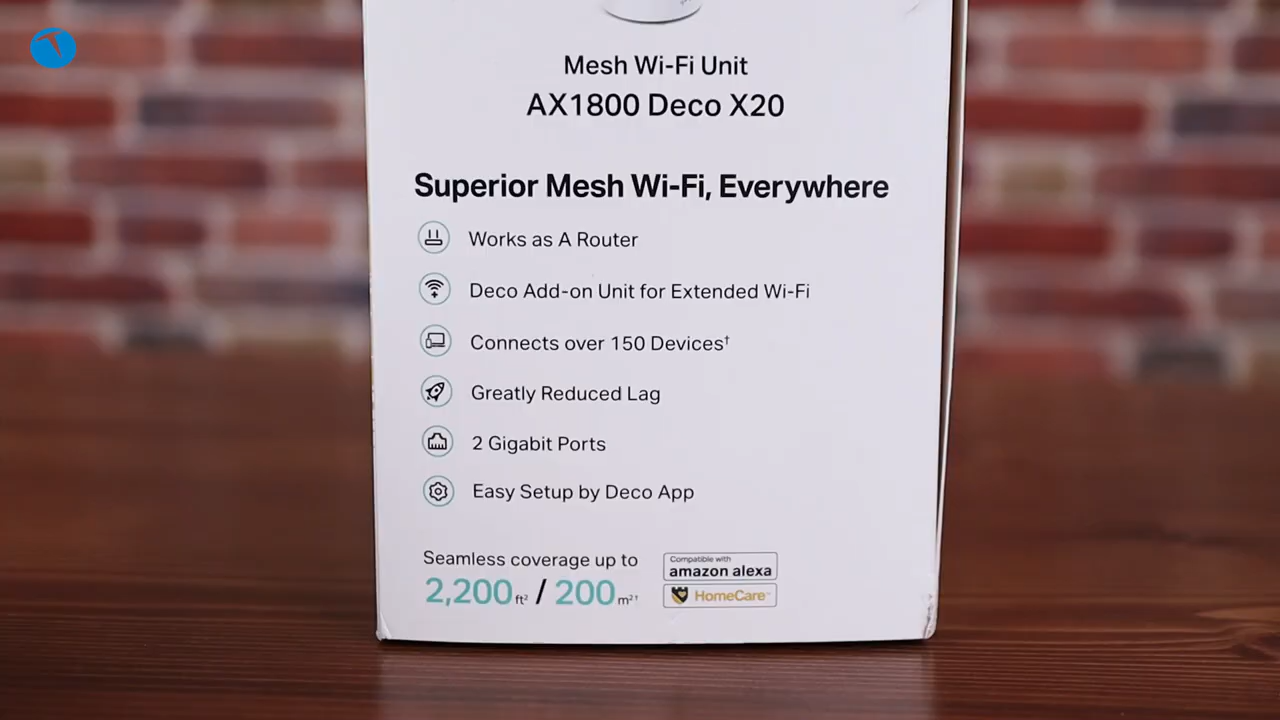 Mesh Wi-Fi Unit
AX1800 Deco X20
Superior Mesh Wi-Fi, Everywhere
Works as A Router
Deco Add-on Unit for Extended Wi-Fi
Connects over 150 Devices†
Greatly Reduced Lag
2 Gigabit Ports
Easy Setup by Deco App
Seamless coverage up to
2,200 ft² / 200 m²†
Compatible with
amazon alexa
HomeCare™